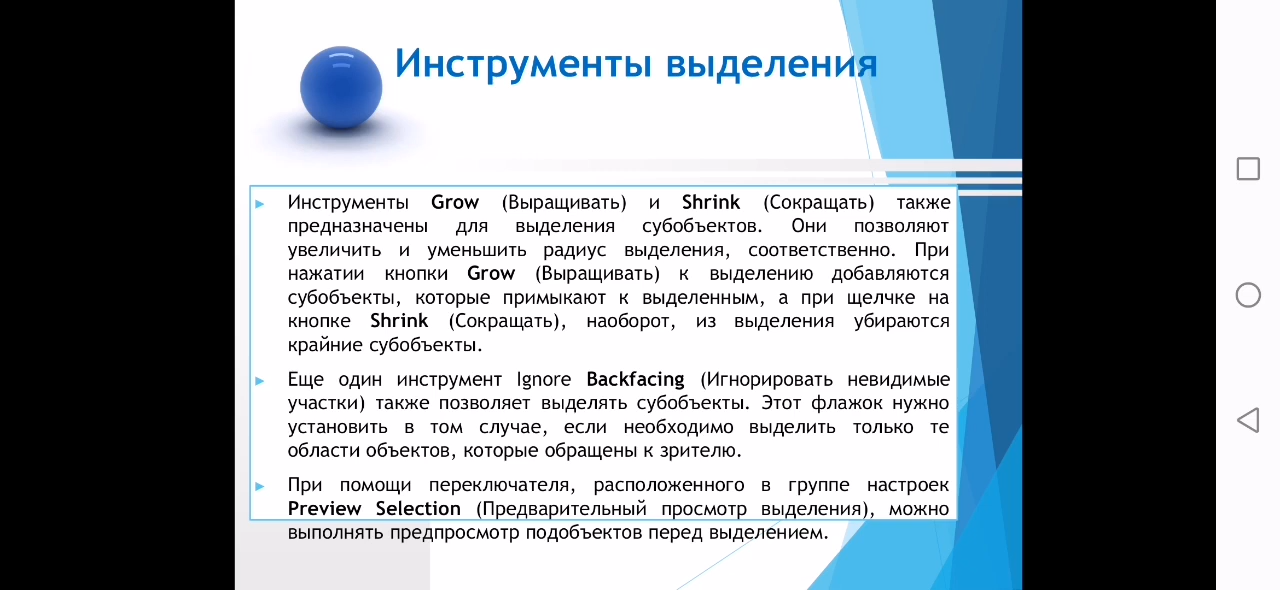 Инструменты выделения
Инструменты Grow (Выращивать) и Shrink (Сокращать) также
предназначены для выделения субобъектов. Они позволяют
увеличить и уменьшить радиус выделения, соответственно. При
нажатии кнопки Grow (Выращивать) к выделению добавляются
субобъекты, которые примыкают к выделенным, а при щелчке на
кнопке Shrink (Сокращать), наоборот, из выделения убираются
крайние субобъекты.
Еще один инструмент Ignore Backfacing (Игнорировать невидимые
участки) также позволяет выделять субобъекты. Этот флажок нужно
установить в том случае, если необходимо выделить только те
области объектов, которые обращены к зрителю.
При помощи переключателя, расположенного в группе настроек
Preview Selection (Предварительный просмотр выделения), можно
выполнять предпросмотр подобъектов перед выделением.